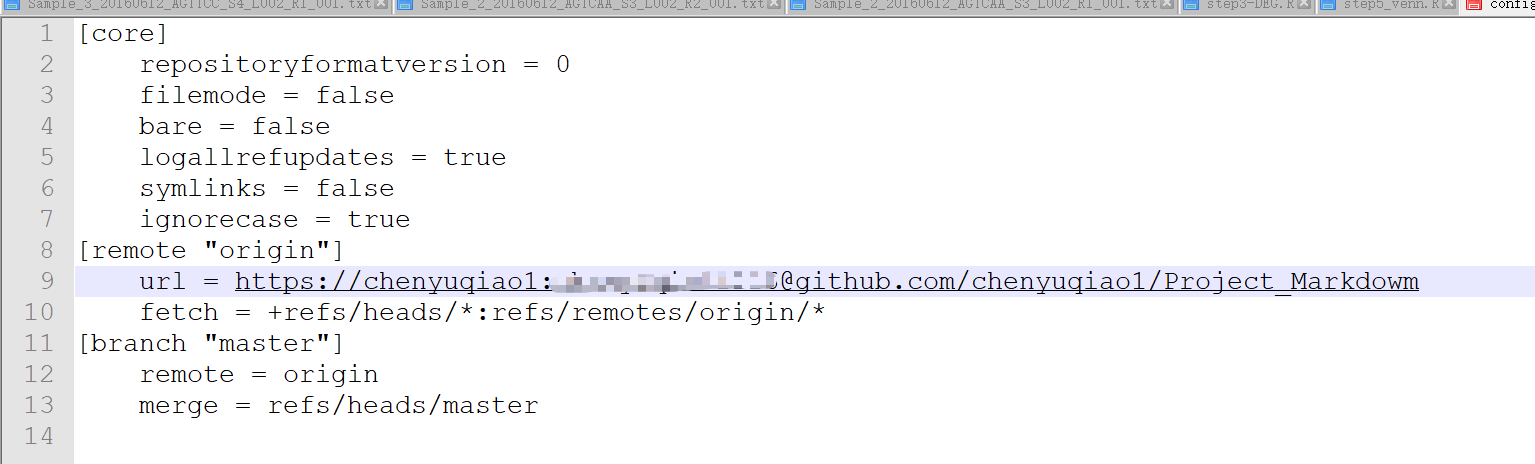 Sample_3_20160612_AGTTCC_S4_L002_R1_001.txt Sample_2_20160612_AGTCAA_S3_L002_R2_001.txt Sample_2_20160612_AGTCAA_S3_L002_R1_001.txt step3-DEG.R step5_venn.R config
1 [core]
2 repositoryformatversion = 0
3 filemode = false
4 bare = false
5 logallrefupdates = true
6 symlinks = false
7 ignorecase = true
8 [remote "origin"]
9 url = https://chenyuqiao1: @github.com/chenyuqiao1/Project_Markdowm
10 fetch = +refs/heads/*:refs/remotes/origin/*
11 [branch "master"]
12 remote = origin
13 merge = refs/heads/master
14